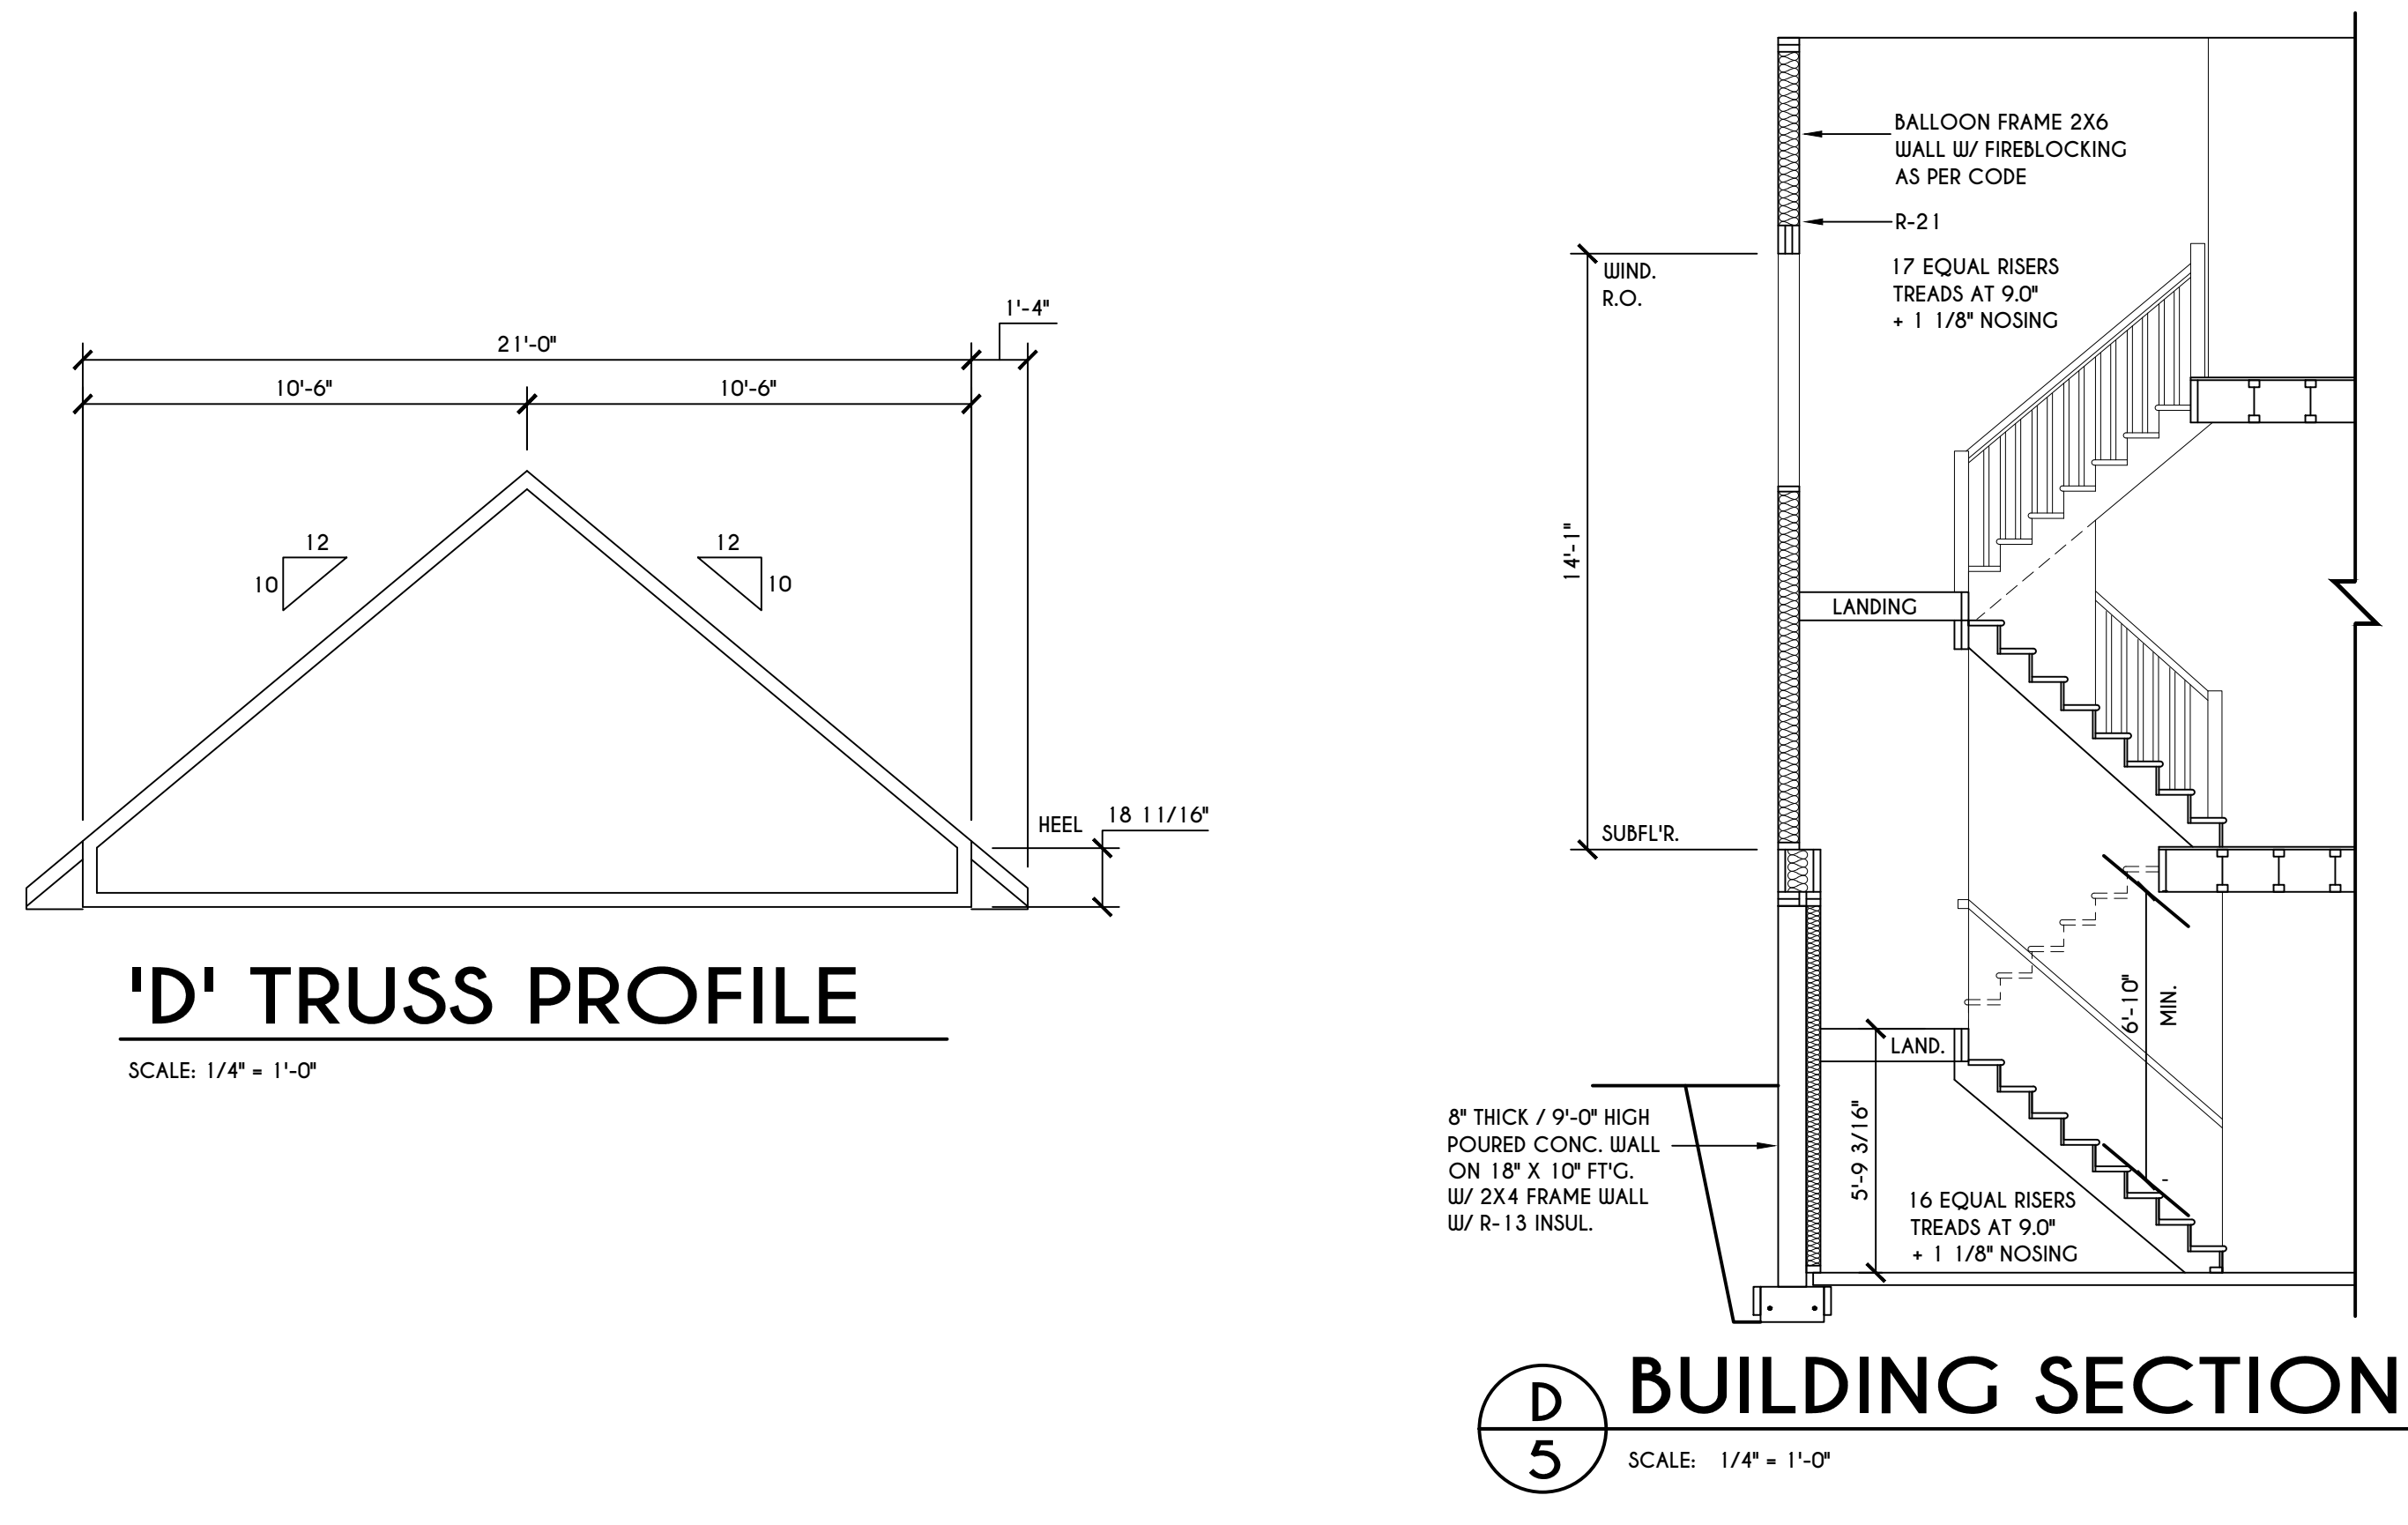 1'-4"
21'-0"
10'-6"
10'-6"
12
10
12
10
HEEL
18 11/16"
'D' TRUSS PROFILE
SCALE: 1/4" = 1'-0"
BALLOON FRAME 2X6
WALL W/ FIREBLOCKING
AS PER CODE
R-21
17 EQUAL RISERS
TREADS AT 9.0"
+ 1 1/8" NOSING
WIND.
R.O.
14'-1"
LANDING
SUBFL'R.
6'-10"
MIN.
LAND.
5'-9 3/16"
8" THICK / 9'-0" HIGH
POURED CONC. WALL
ON 18" X 10" FT'G.
W/ 2X4 FRAME WALL
W/ R-13 INSUL.
16 EQUAL RISERS
TREADS AT 9.0"
+ 1 1/8" NOSING
D
5
BUILDING SECTION
SCALE: 1/4" = 1'-0"